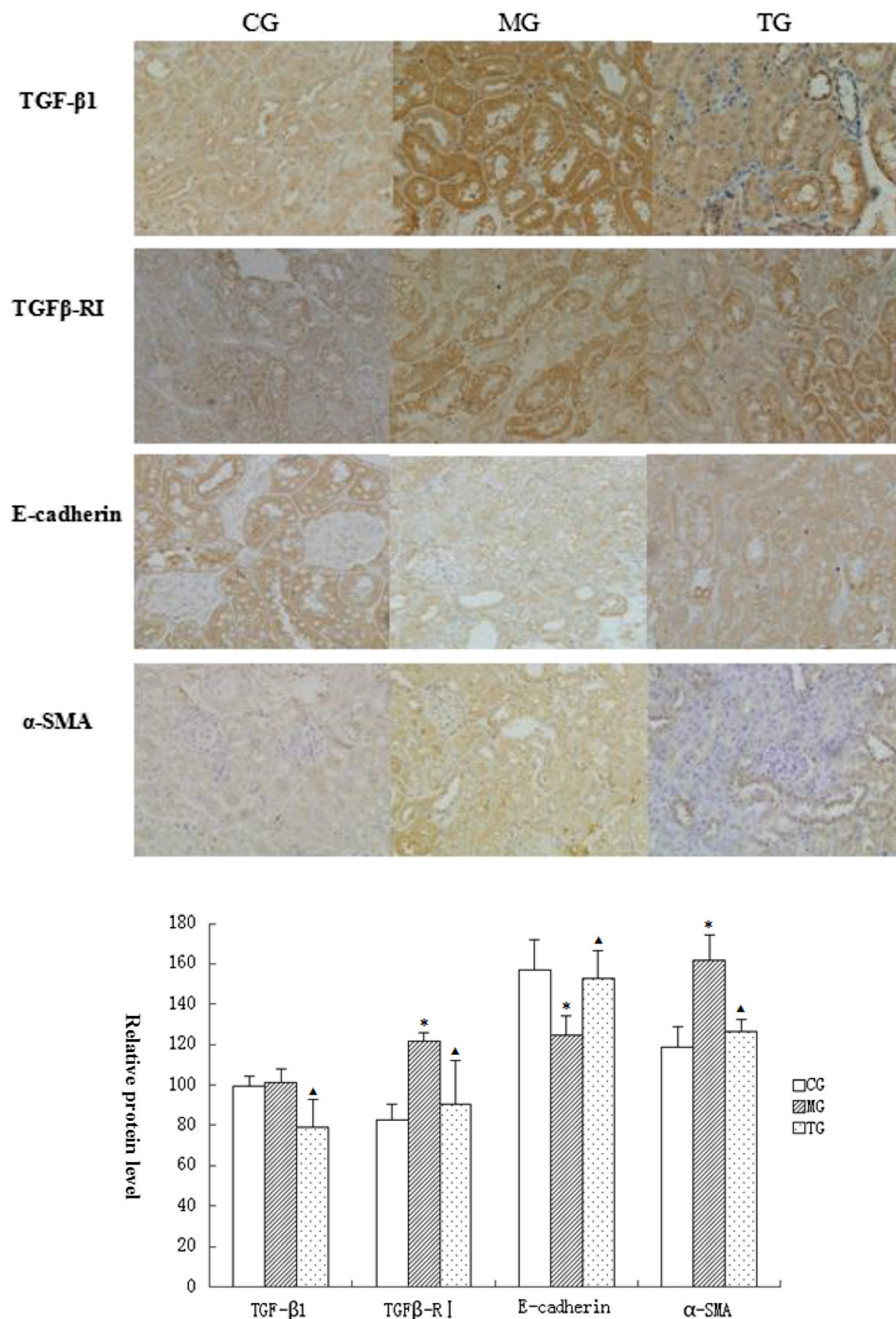 CG MG TG
TGF-β1
TGFβ-RI
E-cadherin
α-SMA
180
160
140
120
100
80
60
40
20
0
Relative protein level
* ▲ * ▲ * ▲ ▲
CG
MG
TG
TGF-β1 TGFβ-RⅠ E-cadherin α-SMA